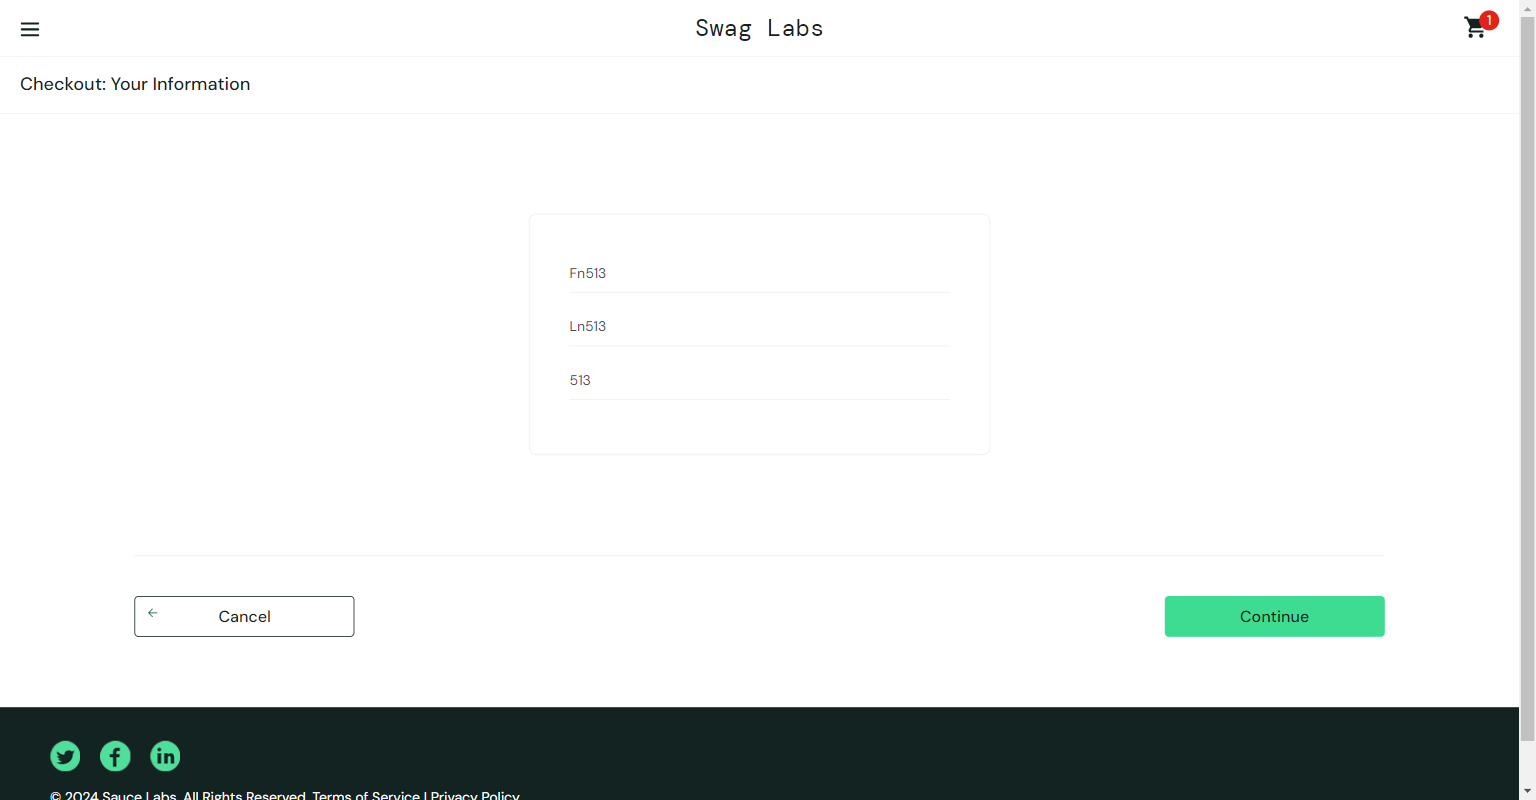 Swag Labs
1
Checkout: Your Information
Fn513
Ln513
513
Cancel
Continue
© 2024 Sauce Labs. All Rights Reserved. Terms of Service | Privacy Policy